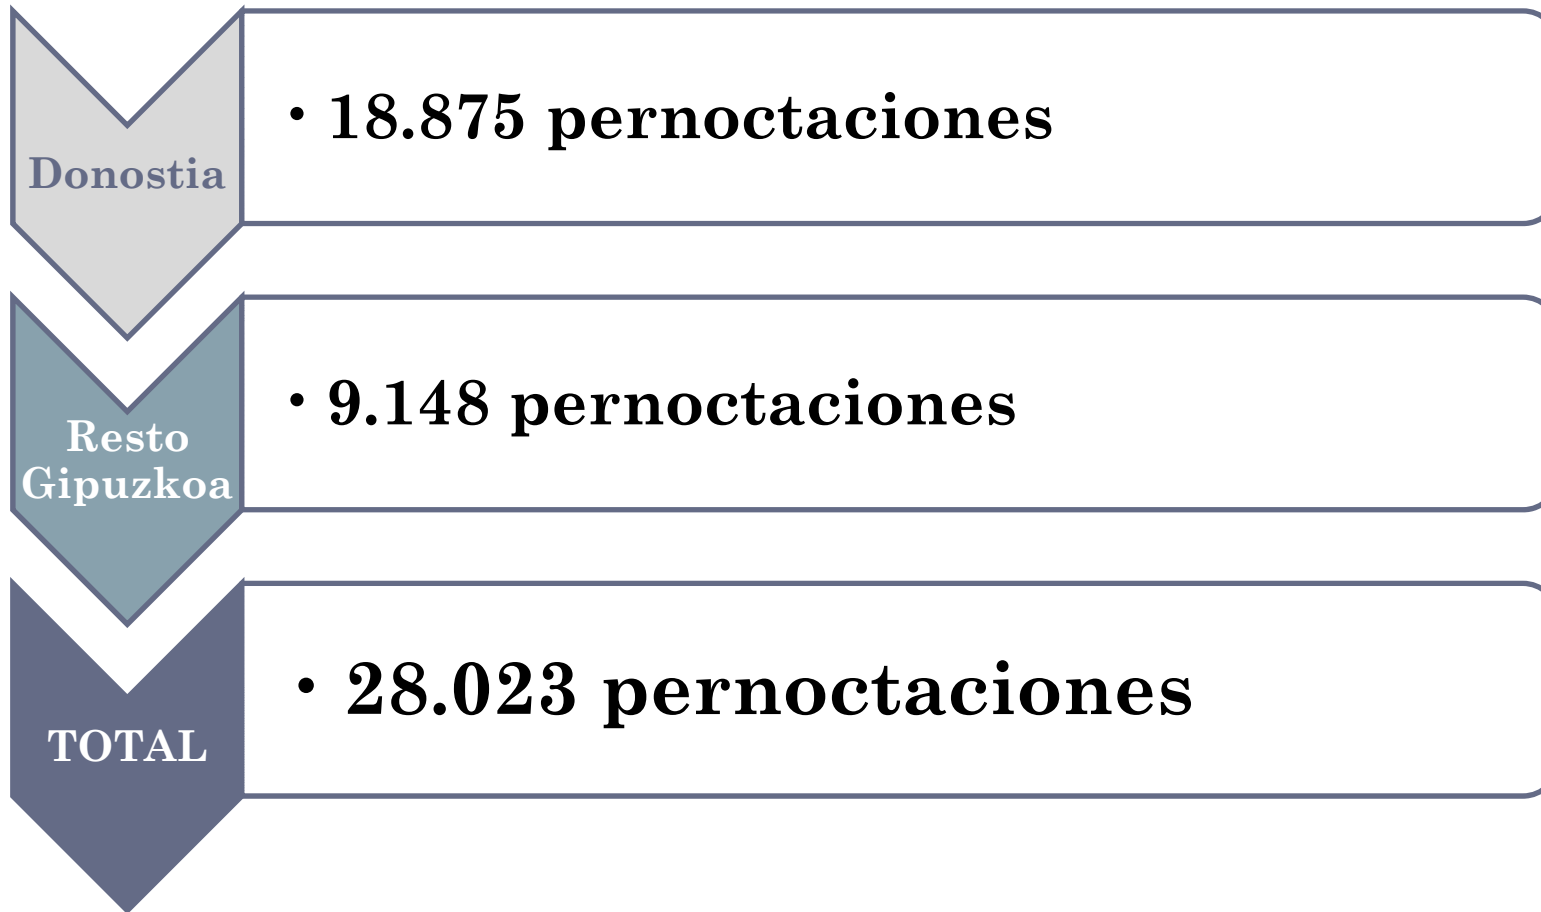 Donostia
• 18.875 pernoctaciones
Resto
Gipuzkoa
• 9.148 pernoctaciones
TOTAL
• 28.023 pernoctaciones